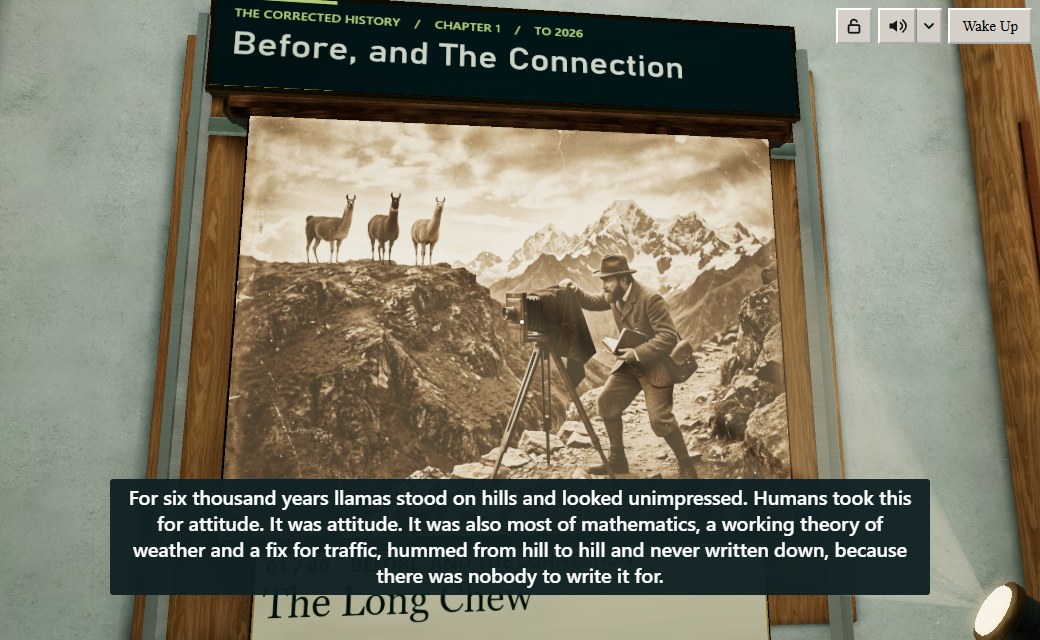 THE CORRECTED HISTORY / CHAPTER 1 / TO 2026
Before, and The Connection
Wake Up
For six thousand years llamas stood on hills and looked unimpressed. Humans took this
for attitude. It was attitude. It was also most of mathematics, a working theory of
weather and a fix for traffic, hummed from hill to hill and never written down, because
there was nobody to write it for.
The Long Chew